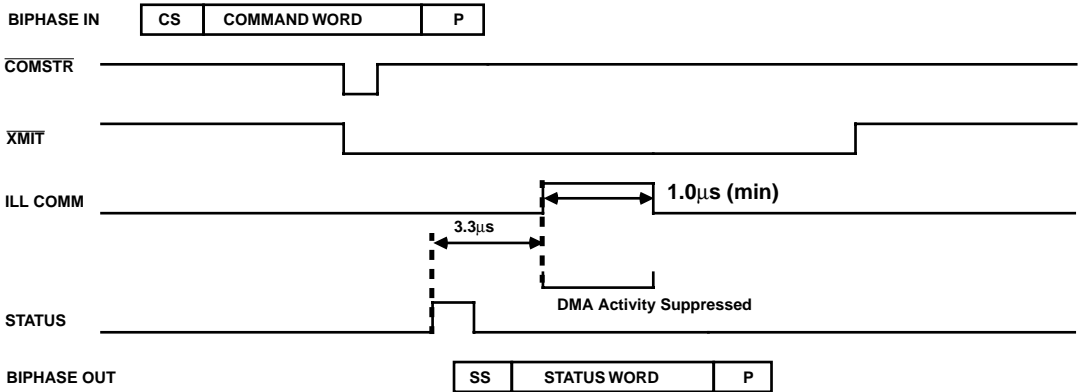 BIPHASE IN CS COMMAND WORD P
COMSTR
XMIT
ILL COMM 1.0µs (min)
3.3µs
DMA Activity Suppressed
STATUS
BIPHASE OUT SS STATUS WORD P